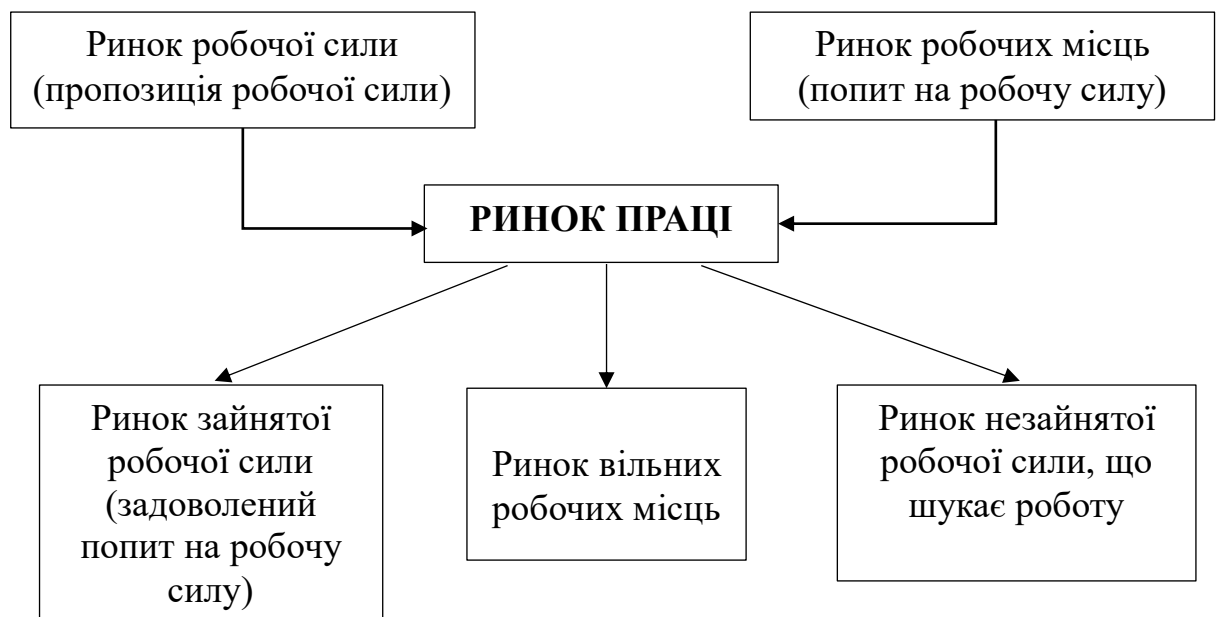 Ринок робочої сили
(пропозиція робочої сили)
Ринок робочих місць
(попит на робочу силу)
РИНОК ПРАЦІ
Ринок зайнятої
робочої сили
(задоволений
попит на робочу
силу)
Ринок вільних
робочих місць
Ринок незайнятої
робочої сили, що
шукає роботу